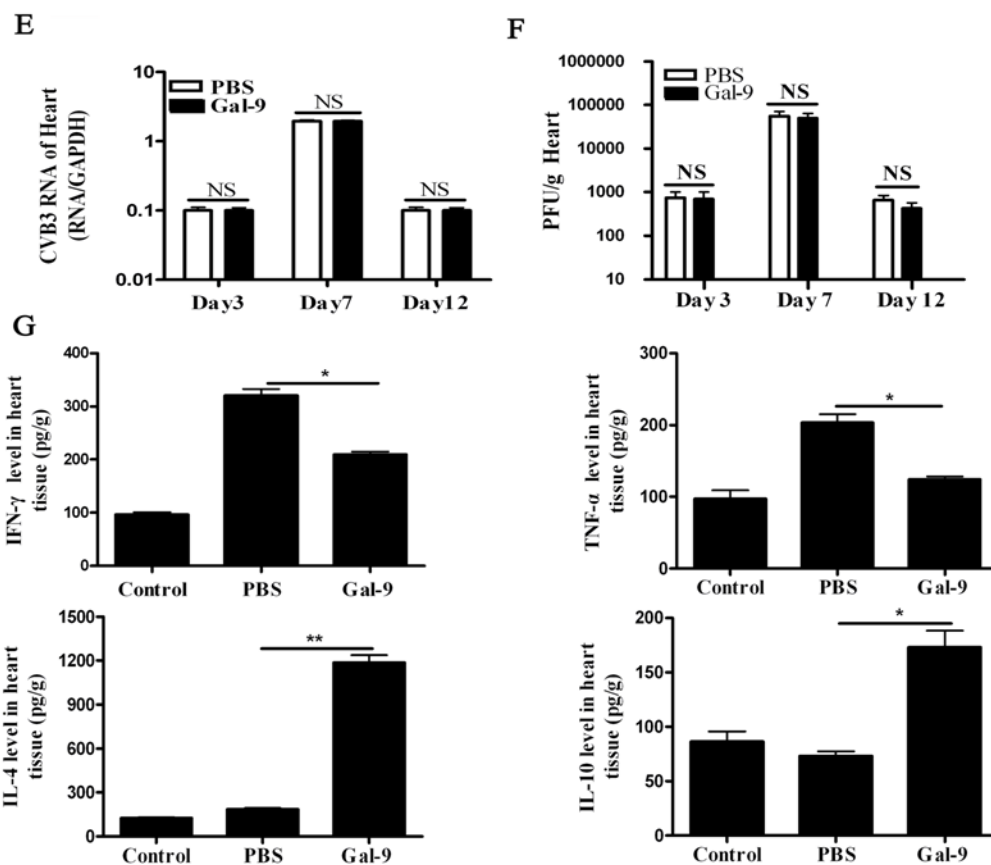 E
CVB3 RNA of Heart
(RNA/GAPDH)
10
1
0.1
0.01
PBS
Gal-9
NS
NS
NS
Day3
Day7
Day12
F
PFU/g Heart
1000000
100000
10000
1000
100
10
PBS
Gal-9
NS
NS
NS
Day 3
Day 7
Day 12
G
IFN-γ level in heart
tissue (pg/g)
400
300
200
100
0
*
Control
PBS
Gal-9
TNF-α level in heart
tissue (pg/g)
300
200
100
0
*
Control
PBS
Gal-9
IL-4 level in heart
tissue (pg/g)
1500
1200
900
600
300
0
**
Control
PBS
Gal-9
IL-10 level in heart
tissue (pg/g)
200
150
100
50
0
*
Control
PBS
Gal-9